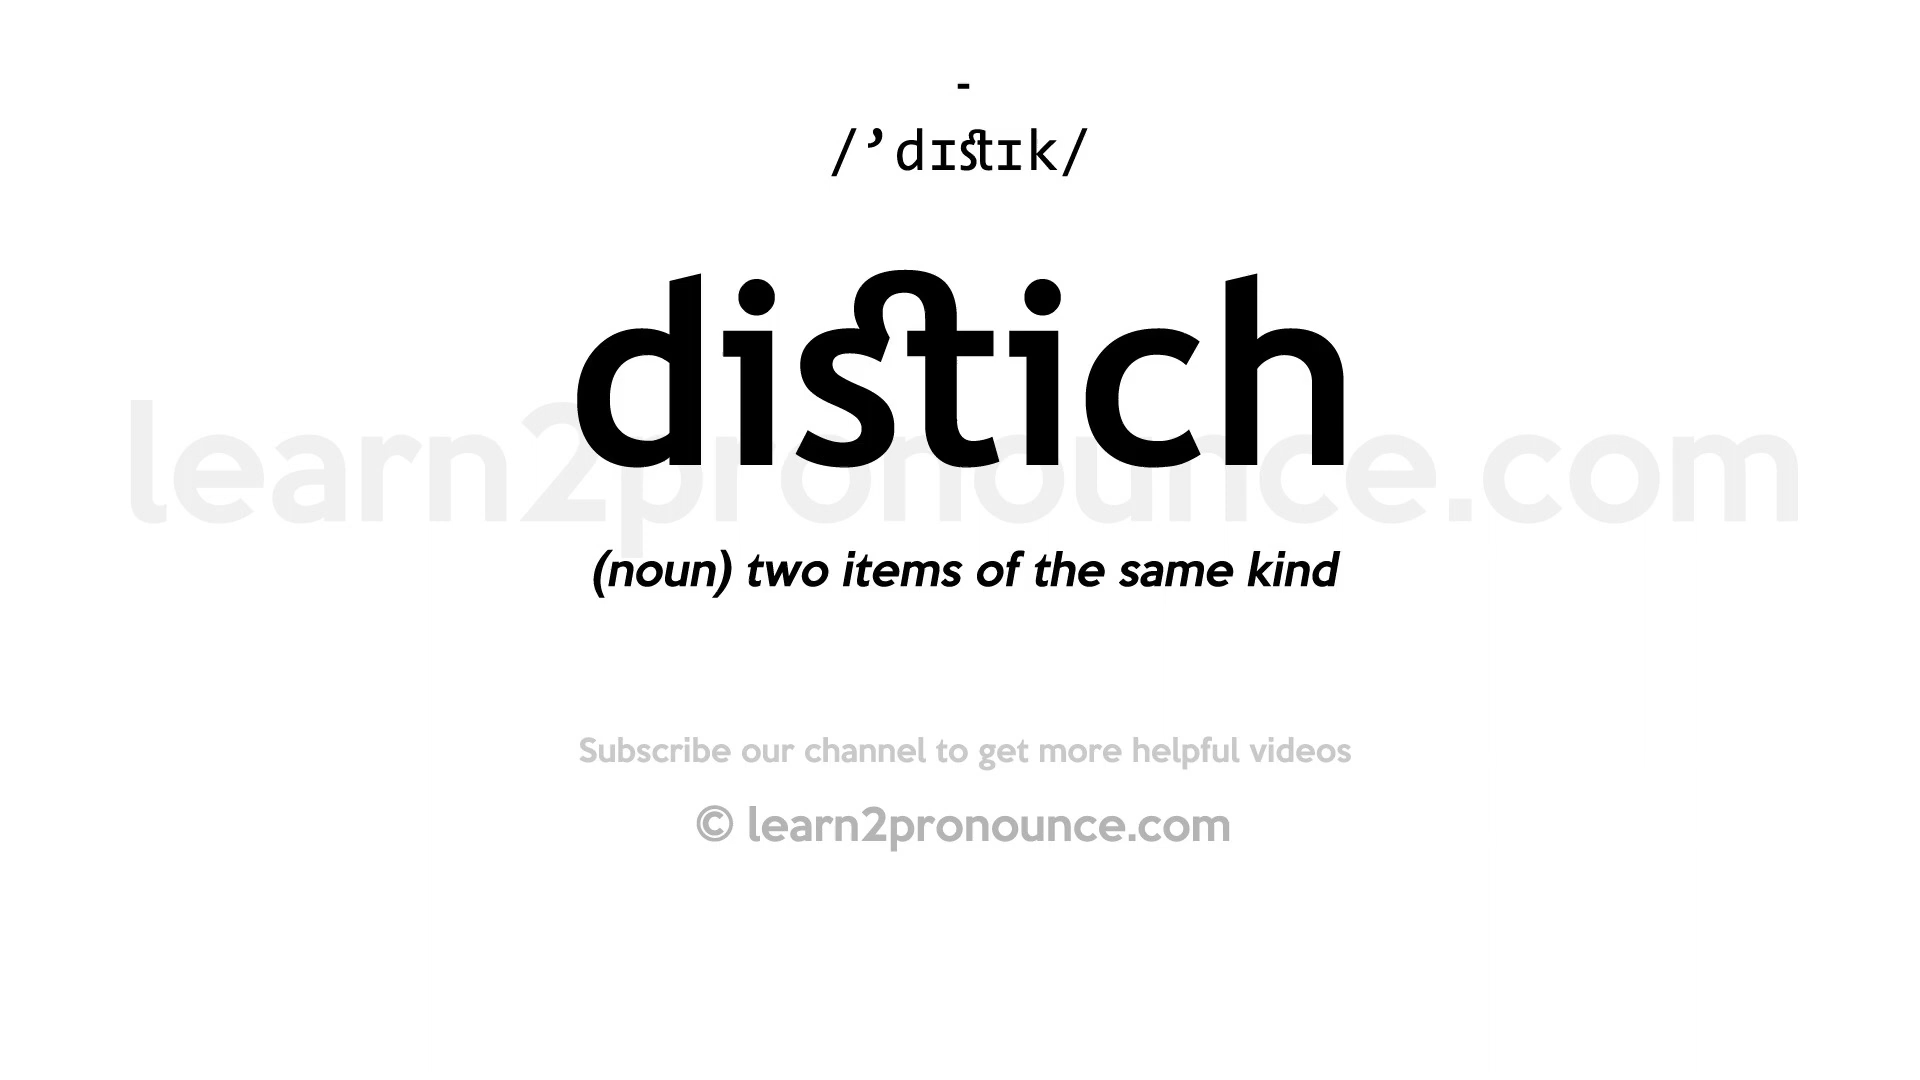 -
/’dɪstɪk/
distich
learn2pronounce.com
(noun) two items of the same kind
Subscribe our channel to get more helpful videos
© learn2pronounce.com